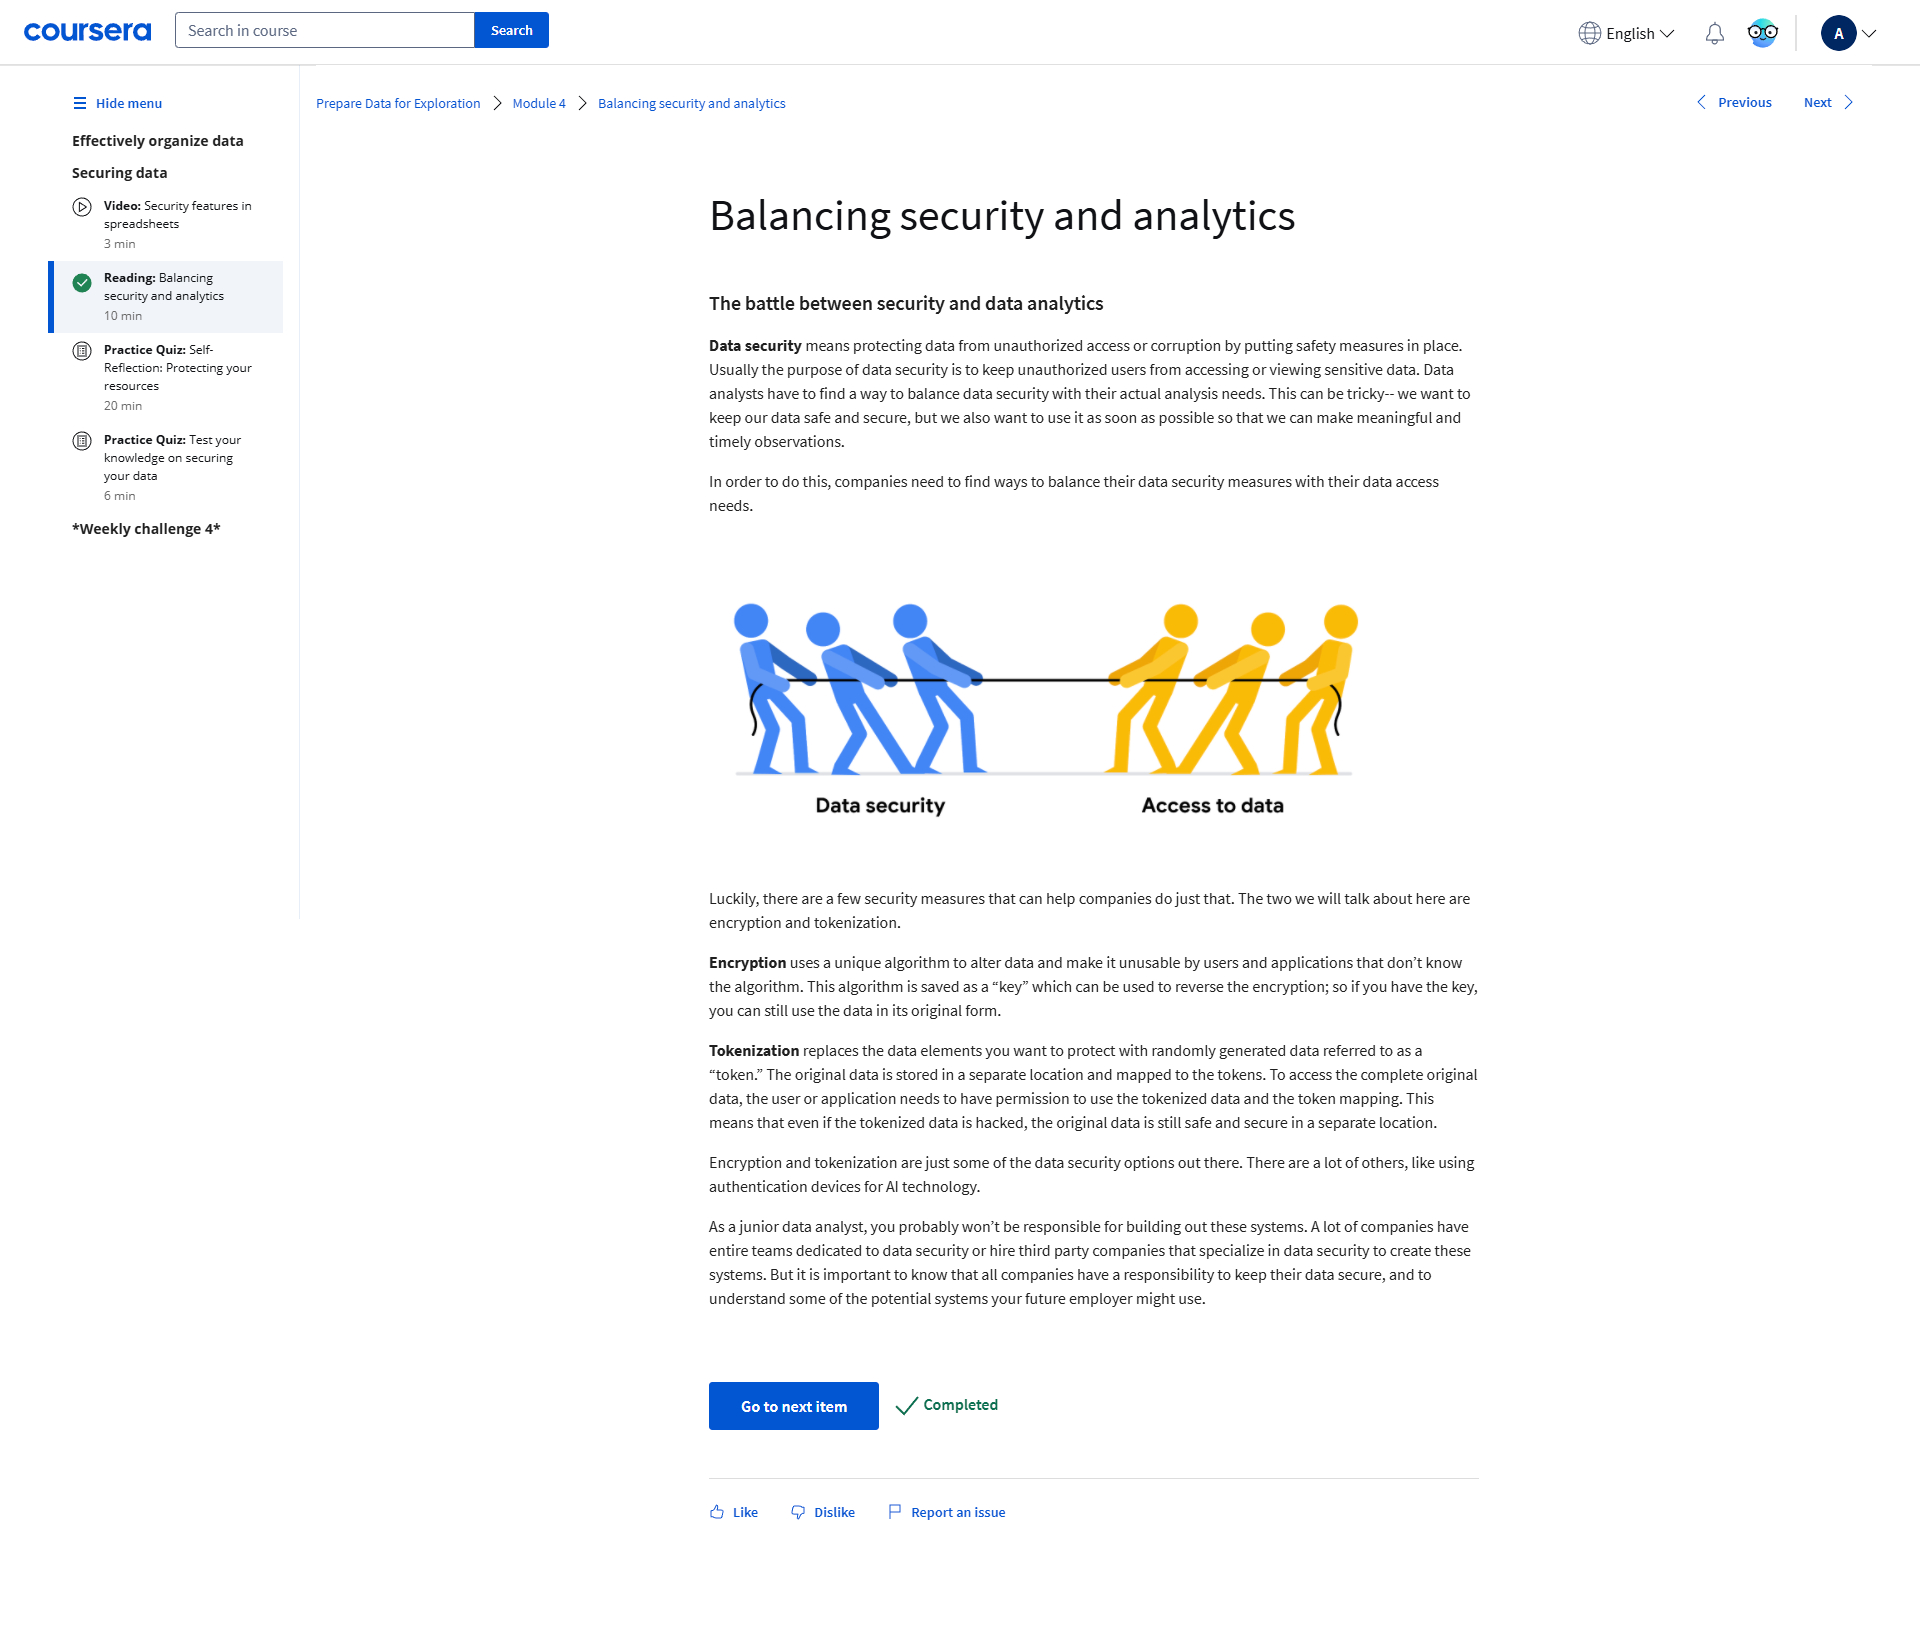 coursera
Search in course
Search
English
A
Hide menu
Effectively organize data
Securing data
Video: Security features in
spreadsheets
3 min
Reading: Balancing
security and analytics
10 min
Practice Quiz: Self-
Reflection: Protecting your
resources
20 min
Practice Quiz: Test your
knowledge on securing
your data
6 min
*Weekly challenge 4*
Prepare Data for Exploration
Module 4
Balancing security and analytics
Previous
Next
Balancing security and analytics
The battle between security and data analytics
Data security means protecting data from unauthorized access or corruption by putting safety measures in place.
Usually the purpose of data security is to keep unauthorized users from accessing or viewing sensitive data. Data
analysts have to find a way to balance data security with their actual analysis needs. This can be tricky-- we want to
keep our data safe and secure, but we also want to use it as soon as possible so that we can make meaningful and
timely observations.
In order to do this, companies need to find ways to balance their data security measures with their data access
needs.
Data security
Access to data
Luckily, there are a few security measures that can help companies do just that. The two we will talk about here are
encryption and tokenization.
Encryption uses a unique algorithm to alter data and make it unusable by users and applications that don’t know
the algorithm. This algorithm is saved as a “key” which can be used to reverse the encryption; so if you have the key,
you can still use the data in its original form.
Tokenization replaces the data elements you want to protect with randomly generated data referred to as a
“token.” The original data is stored in a separate location and mapped to the tokens. To access the complete original
data, the user or application needs to have permission to use the tokenized data and the token mapping. This
means that even if the tokenized data is hacked, the original data is still safe and secure in a separate location.
Encryption and tokenization are just some of the data security options out there. There are a lot of others, like using
authentication devices for AI technology.
As a junior data analyst, you probably won’t be responsible for building out these systems. A lot of companies have
entire teams dedicated to data security or hire third party companies that specialize in data security to create these
systems. But it is important to know that all companies have a responsibility to keep their data secure, and to
understand some of the potential systems your future employer might use.
Go to next item
Completed
Like
Dislike
Report an issue